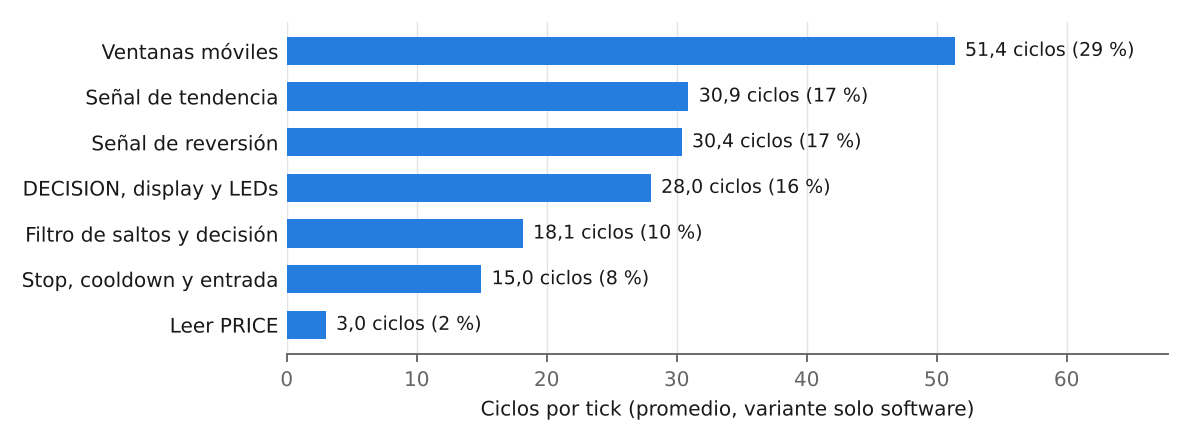 Ventanas móviles 51,4 ciclos (29 %)
Señal de tendencia 30,9 ciclos (17 %)
Señal de reversión 30,4 ciclos (17 %)
DECISION, display y LEDs 28,0 ciclos (16 %)
Filtro de saltos y decisión 18,1 ciclos (10 %)
Stop, cooldown y entrada 15,0 ciclos (8 %)
Leer PRICE 3,0 ciclos (2 %)
0 10 20 30 40 50 60
Ciclos por tick (promedio, variante solo software)